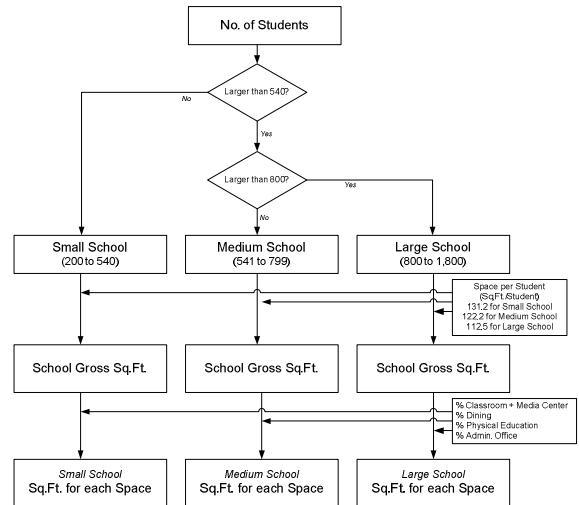 No. of Students
Larger than 540?
No
Yes
Larger than 800?
Yes
No
Small School
(200 to 540)
Medium School
(541 to 799)
Large School
(800 to 1,800)
Space per Student
(Sq.Ft./Student)
131.2 for Small School
122.2 for Medium School
112.5 for Large School
School Gross Sq.Ft.
School Gross Sq.Ft.
School Gross Sq.Ft.
% Classroom + Media Center
% Dining
% Physical Education
% Admin. Office
Small School
Sq.Ft. for each Space
Medium School
Sq.Ft. for each Space
Large School
Sq.Ft. for each Space